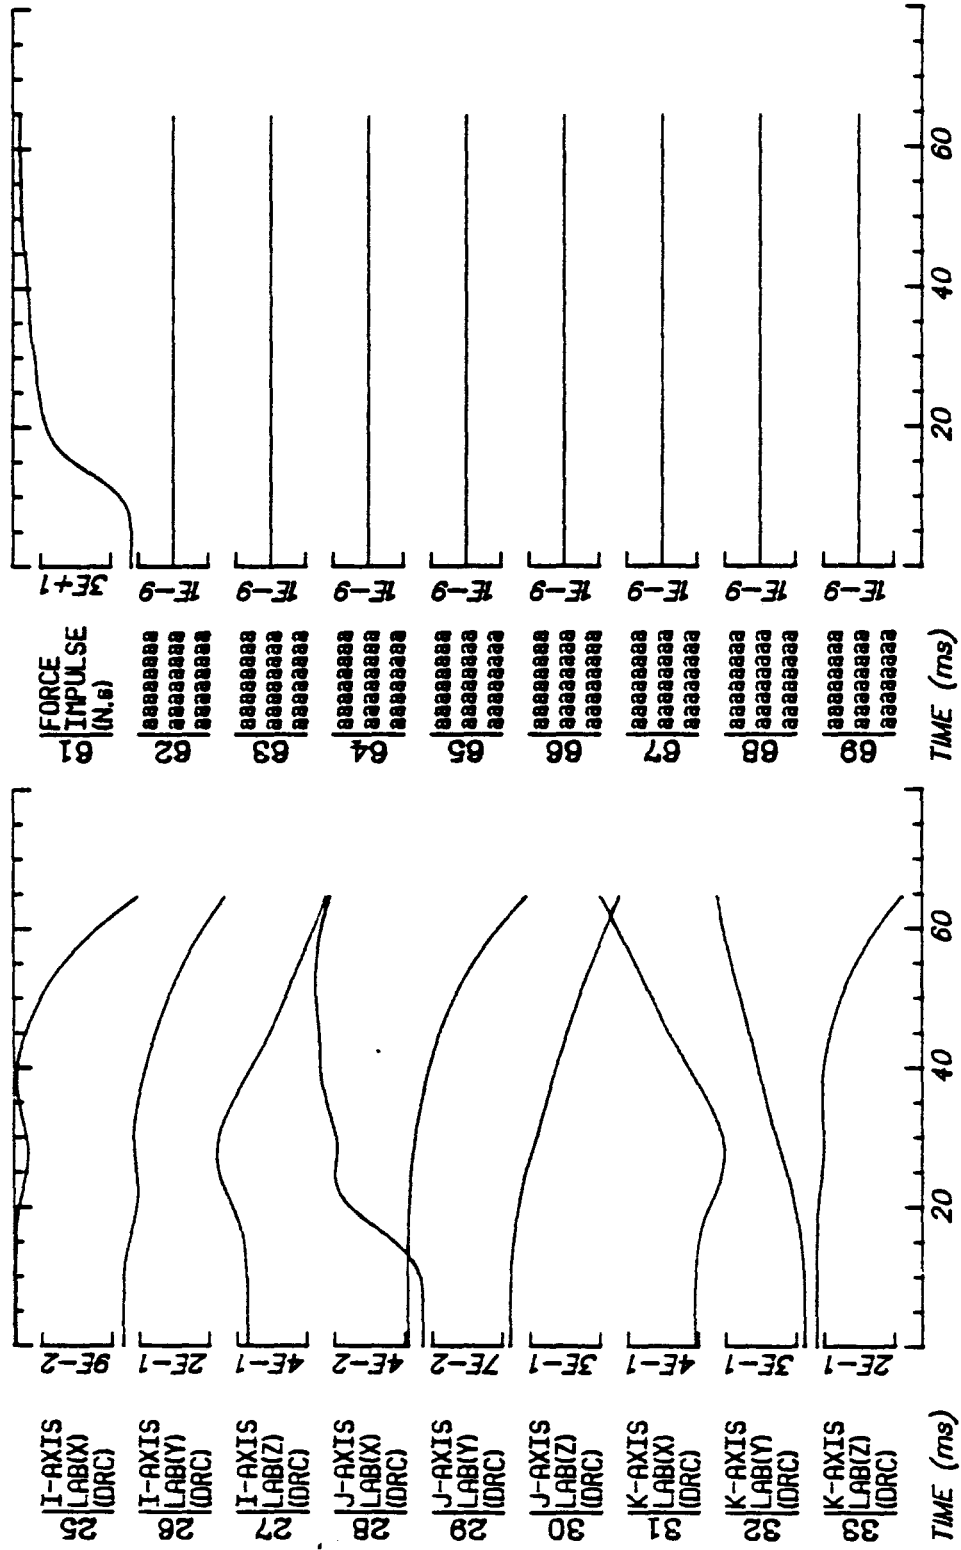 25 I-AXIS
LAB(X)
(DRC)
9E-2
26 I-AXIS
LAB(Y)
(DRC)
2E-1
27 I-AXIS
LAB(Z)
(DRC)
4E-1
28 J-AXIS
LAB(X)
(DRC)
4E-2
29 J-AXIS
LAB(Y)
(DRC)
7E-2
30 J-AXIS
LAB(Z)
(DRC)
3E-1
31 K-AXIS
LAB(X)
(DRC)
4E-1
32 K-AXIS
LAB(Y)
(DRC)
3E-1
33 K-AXIS
LAB(Z)
(DRC)
2E-1
TIME (ms)
20 40 60
61 FORCE
IMPULSE
(N.s)
3E+1
62
1E-9
63
1E-9
64
1E-9
65
1E-9
66
1E-9
67
1E-9
68
1E-9
69
1E-9
TIME (ms)
20 40 60